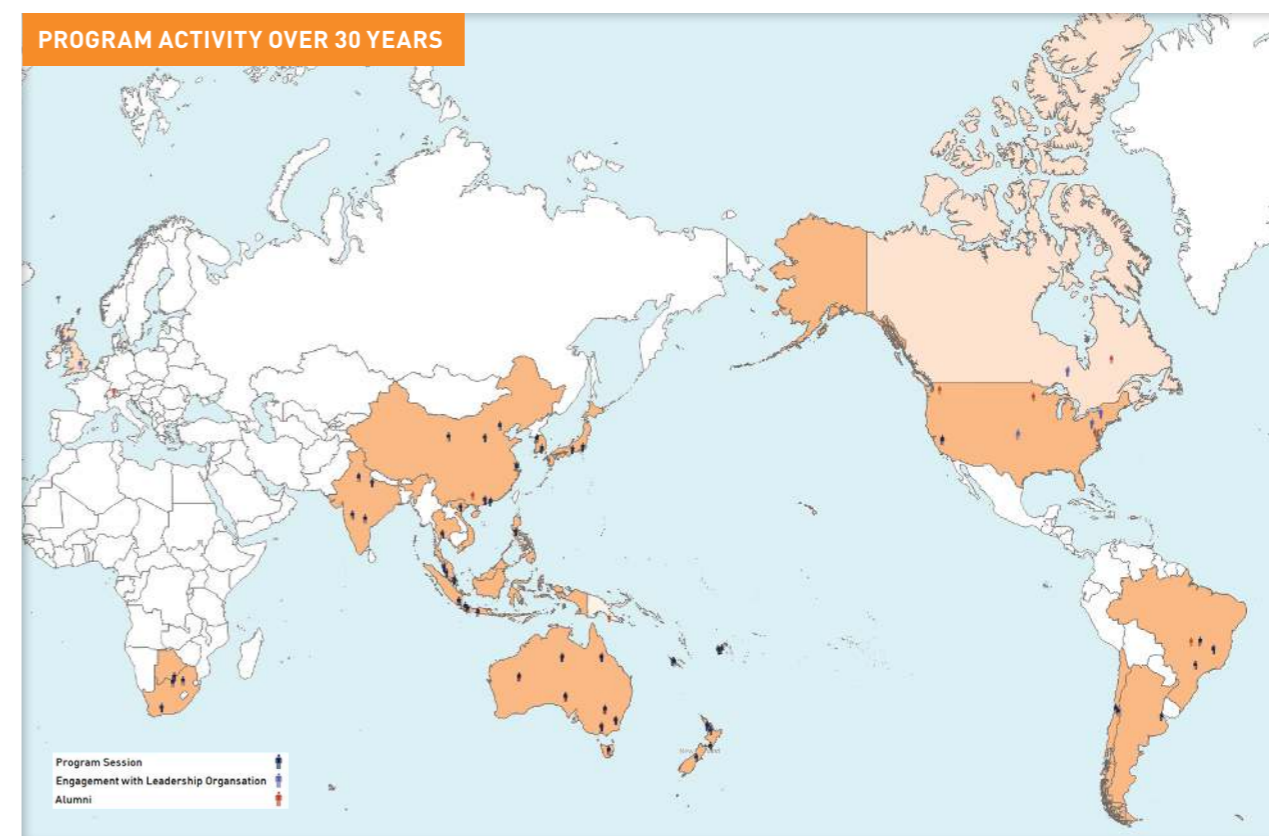 PROGRAM ACTIVITY OVER 30 YEARS
Program Session
Engagement with Leadership Organsation
Alumni